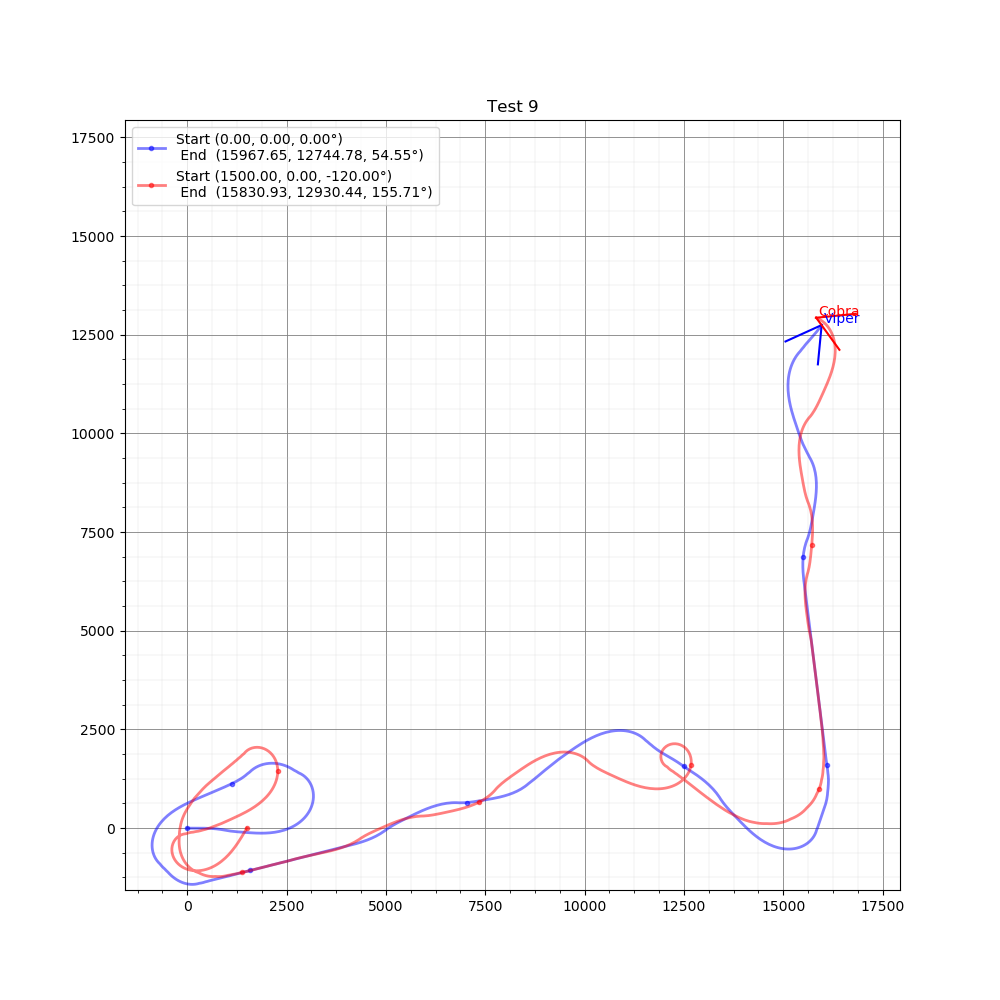 Test 9
Start (0.00, 0.00, 0.00°)
End (15967.65, 12744.78, 54.55°)
Start (1500.00, 0.00, -120.00°)
End (15830.93, 12930.44, 155.71°)
17500
15000
12500
10000
7500
5000
2500
0
Cobra
Viper
0 2500 5000 7500 10000 12500 15000 17500